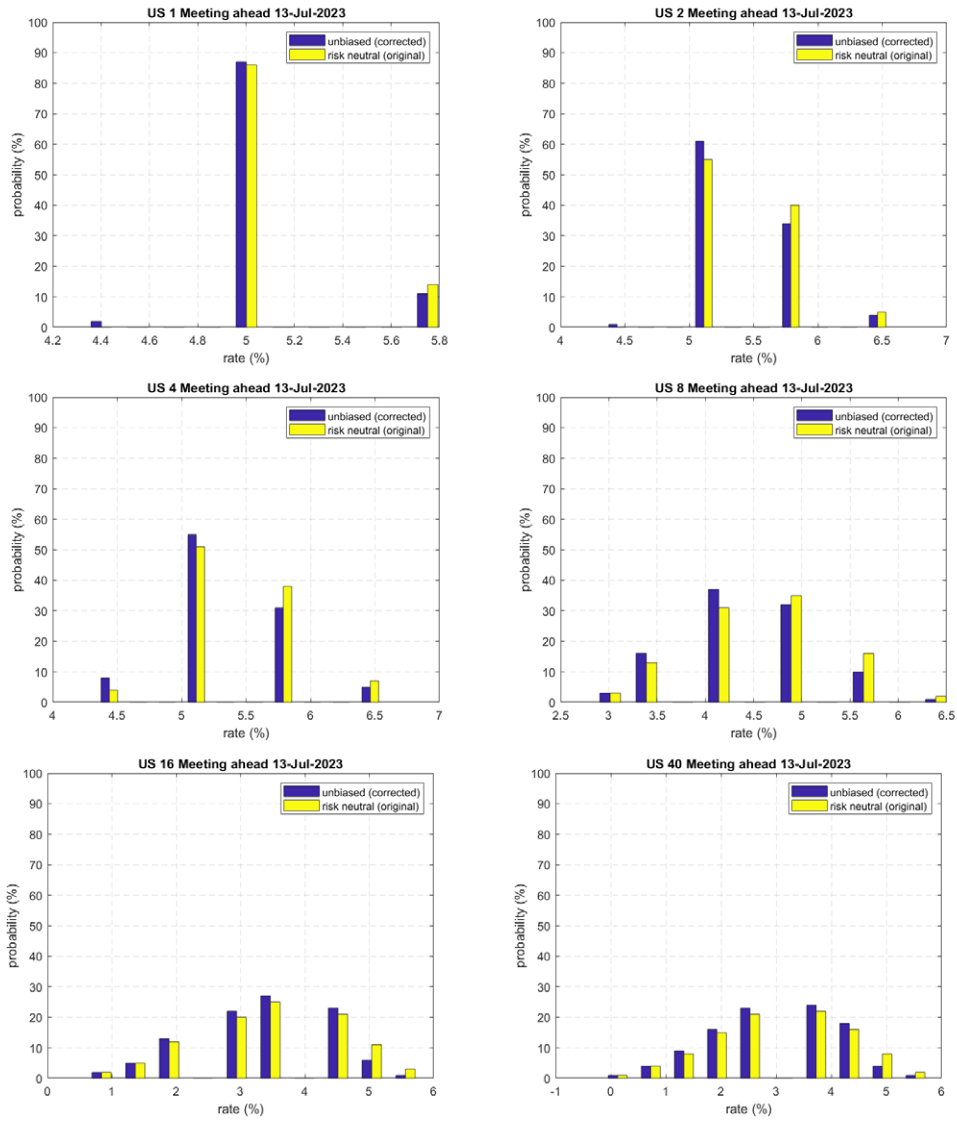 US 1 Meeting ahead 13-Jul-2023
unbiased (corrected)
risk neutral (original)
probability (%)
100
90
80
70
60
50
40
30
20
10
0
4.2 4.4 4.6 4.8 5 5.2 5.4 5.6 5.8
rate (%)
US 2 Meeting ahead 13-Jul-2023
unbiased (corrected)
risk neutral (original)
probability (%)
100
90
80
70
60
50
40
30
20
10
0
4 4.5 5 5.5 6 6.5 7
rate (%)
US 4 Meeting ahead 13-Jul-2023
unbiased (corrected)
risk neutral (original)
probability (%)
100
90
80
70
60
50
40
30
20
10
0
4 4.5 5 5.5 6 6.5 7
rate (%)
US 8 Meeting ahead 13-Jul-2023
unbiased (corrected)
risk neutral (original)
probability (%)
100
90
80
70
60
50
40
30
20
10
0
2.5 3 3.5 4 4.5 5 5.5 6 6.5
rate (%)
US 16 Meeting ahead 13-Jul-2023
unbiased (corrected)
risk neutral (original)
probability (%)
100
90
80
70
60
50
40
30
20
10
0
0 1 2 3 4 5 6
rate (%)
US 40 Meeting ahead 13-Jul-2023
unbiased (corrected)
risk neutral (original)
probability (%)
100
90
80
70
60
50
40
30
20
10
0
-1 0 1 2 3 4 5 6
rate (%)